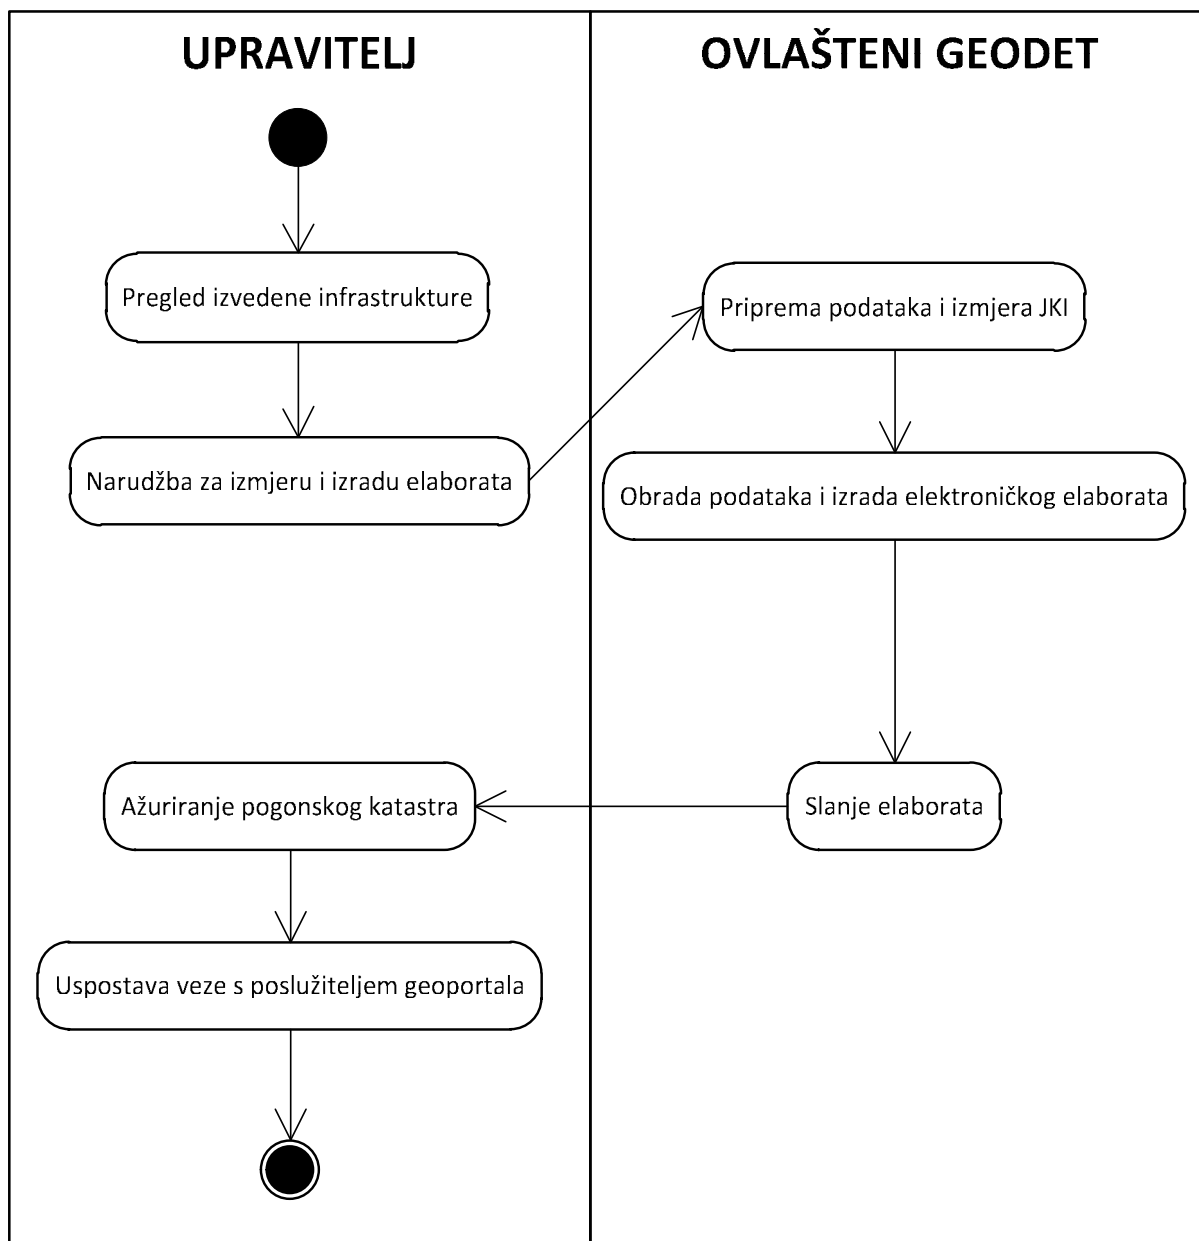 UPRAVITELJ
OVLAŠTENI GEODET
Pregled izvedene infrastrukture
Narudžba za izmjeru i izradu elaborata
Priprema podataka i izmjera JKI
Obrada podataka i izrada elektroničkog elaborata
Slanje elaborata
Ažuriranje pogonskog katastra
Uspostava veze s poslužiteljem geoportala